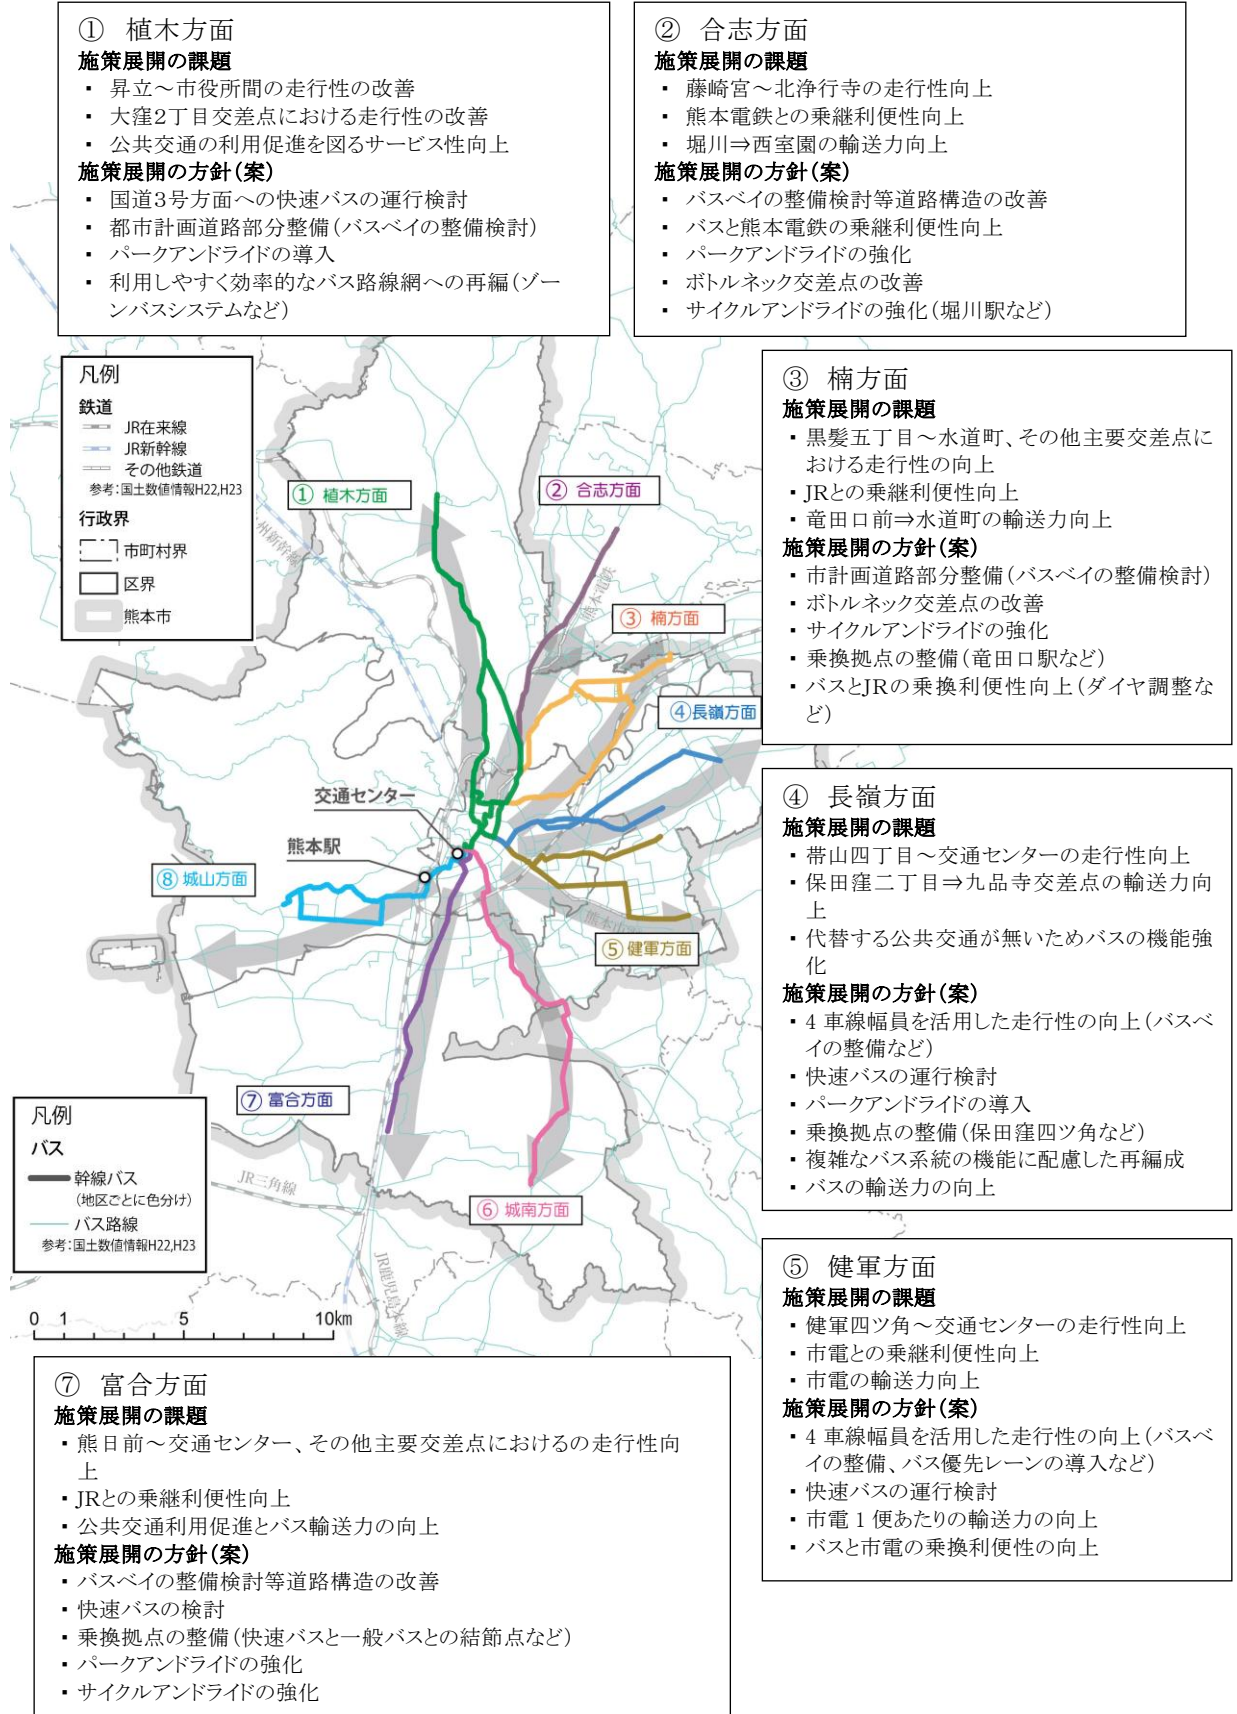 ① 植木方面
施策展開の課題
・ 昇立～市役所間の走行性の改善
・ 大窪2丁目交差点における走行性の改善
・ 公共交通の利用促進を図るサービス性向上
施策展開の方針(案)
・ 国道3号方面への快速バスの運行検討
・ 都市計画道路部分整備(バスベイの整備検討)
・ パークアンドライドの導入
・ 利用しやすく効率的なバス路線網への再編(ゾー
ンバスシステムなど)
② 合志方面
施策展開の課題
・ 藤崎宮～北浄行寺の走行性向上
・ 熊本電鉄との乗継利便性向上
・ 堀川⇒西室園の輸送力向上
施策展開の方針(案)
・ バスベイの整備検討等道路構造の改善
・ バスと熊本電鉄の乗継利便性向上
・ パークアンドライドの強化
・ ボトルネック交差点の改善
・ サイクルアンドライドの強化(堀川駅など)
凡例
鉄道
JR在来線
JR新幹線
その他鉄道
参考:国土数値情報H22,H23
行政界
市町村界
区界
熊本市
① 植木方面
② 合志方面
③ 楠方面
④長嶺方面
⑤ 健軍方面
⑥ 城南方面
⑦ 富合方面
⑧ 城山方面
交通センター
熊本駅
州新幹線
熊本電鉄
JR三角線
JR鹿児島本線
③ 楠方面
施策展開の課題
・黒髪五丁目～水道町、その他主要交差点に
おける走行性の向上
・JRとの乗継利便性向上
・竜田口前⇒水道町の輸送力向上
施策展開の方針(案)
・市計画道路部分整備(バスベイの整備検討)
・ボトルネック交差点の改善
・サイクルアンドライドの強化
・乗換拠点の整備(竜田口駅など)
・バスとJRの乗換利便性向上(ダイヤ調整な
ど)
④ 長嶺方面
施策展開の課題
・帯山四丁目～交通センターの走行性向上
・保田窪二丁目⇒九品寺交差点の輸送力向
上
・代替する公共交通が無いためバスの機能強
化
施策展開の方針(案)
・4 車線幅員を活用した走行性の向上(バスベ
イの整備など)
・快速バスの運行検討
・パークアンドライドの導入
・乗換拠点の整備(保田窪四ツ角など)
・複雑なバス系統の機能に配慮した再編成
・バスの輸送力の向上
凡例
バス
幹線バス
(地区ごとに色分け)
バス路線
参考:国土数値情報H22,H23
0 1 5 10km
⑤ 健軍方面
施策展開の課題
・健軍四ツ角～交通センターの走行性向上
・市電との乗継利便性向上
・市電の輸送力向上
施策展開の方針(案)
・4 車線幅員を活用した走行性の向上(バスベ
イの整備、バス優先レーンの導入など)
・快速バスの運行検討
・市電 1 便あたりの輸送力の向上
・バスと市電の乗換利便性の向上
⑦ 富合方面
施策展開の課題
・熊日前～交通センター、その他主要交差点におけるの走行性向
上
・JRとの乗継利便性向上
・公共交通利用促進とバス輸送力の向上
施策展開の方針(案)
・バスベイの整備検討等道路構造の改善
・快速バスの検討
・乗換拠点の整備(快速バスと一般バスとの結節点など)
・パークアンドライドの強化
・サイクルアンドライドの強化